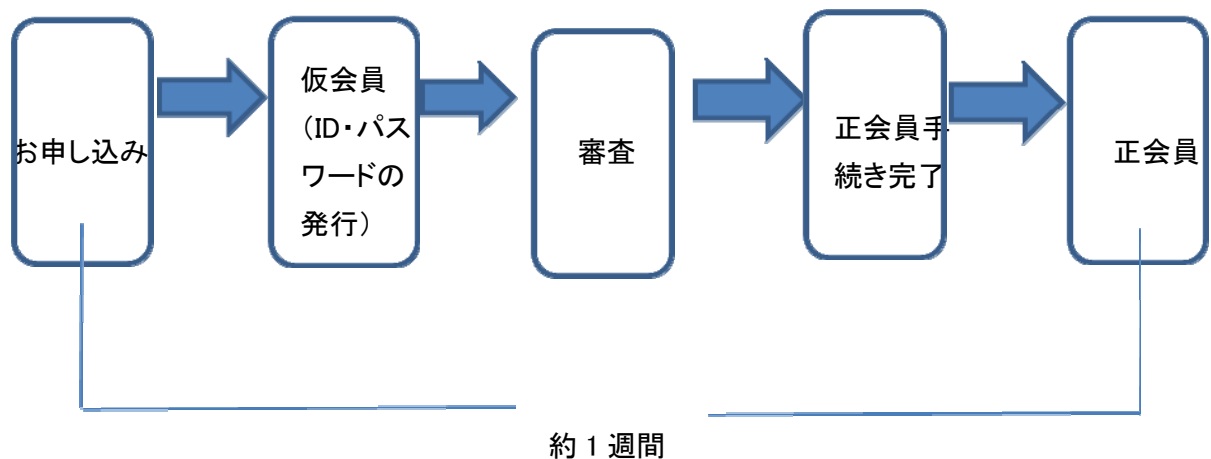 お申し込み
仮会員
（ID・パス
ワードの
発行）
審査
正会員手
続き完了
正会員
約１週間